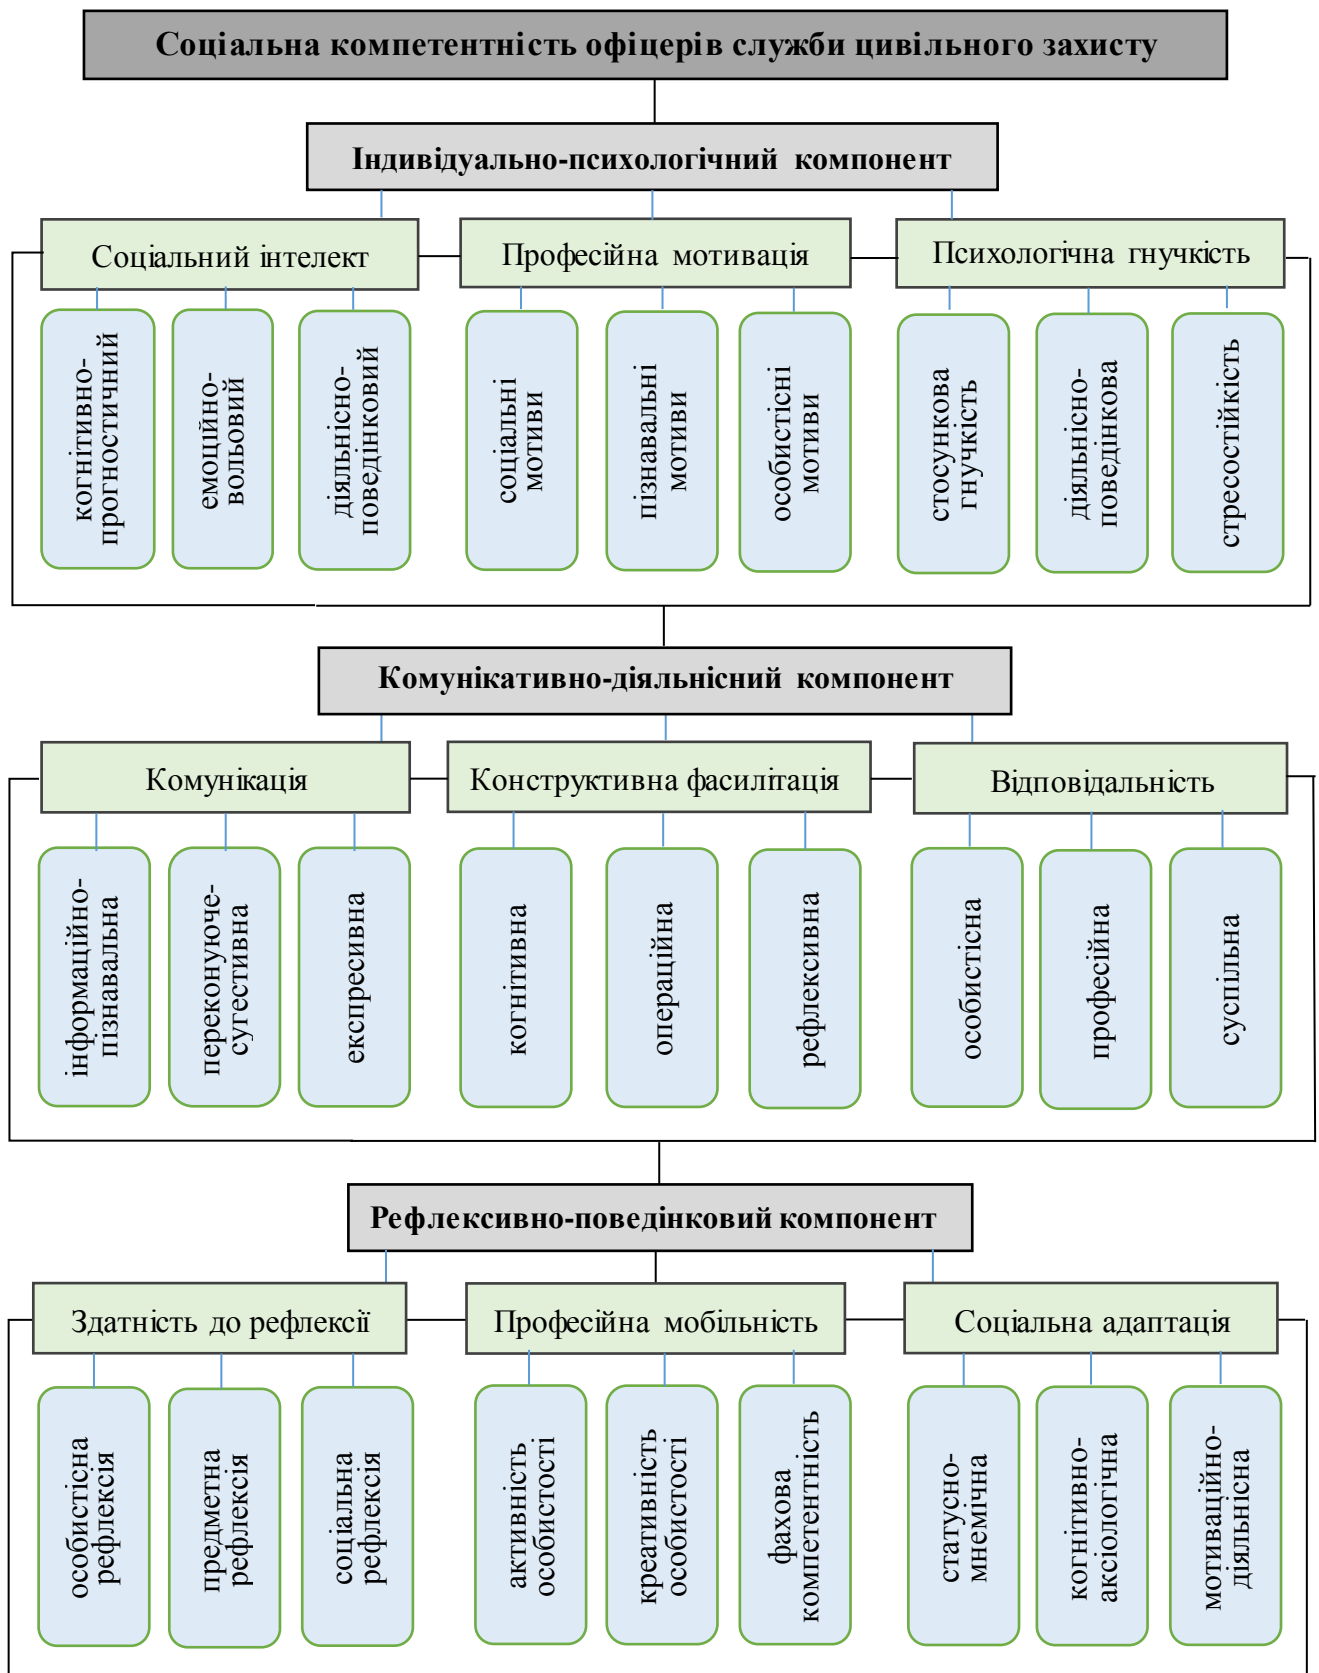 Соціальна компетентність офіцерів служби цивільного захисту
Індивідуально-психологічний компонент
Соціальний інтелект
Професійна мотивація
Психологічна гнучкість
когнітивно-
прогностичний
емоційно-
вольовий
діяльнісно-
поведінковий
соціальні
мотиви
пізнавальні
мотиви
особистісні
мотиви
стосункова
гнучкість
діяльнісно-
поведінкова
стресостійкість
Комунікативно-діяльнісний компонент
Комунікація
Конструктивна фасилітація
Відповідальність
інформаційно-
пізнавальна
переконуюче-
сугестивна
експресивна
когнітивна
операційна
рефлексивна
особистісна
професійна
суспільна
Рефлексивно-поведінковий компонент
Здатність до рефлексії
Професійна мобільність
Соціальна адаптація
особистісна
рефлексія
предметна
рефлексія
соціальна
рефлексія
активність
особистості
креативність
особистості
фахова
компетентність
статусно-
мнемічна
когнітивно-
аксіологічна
мотиваційно-
діяльнісна